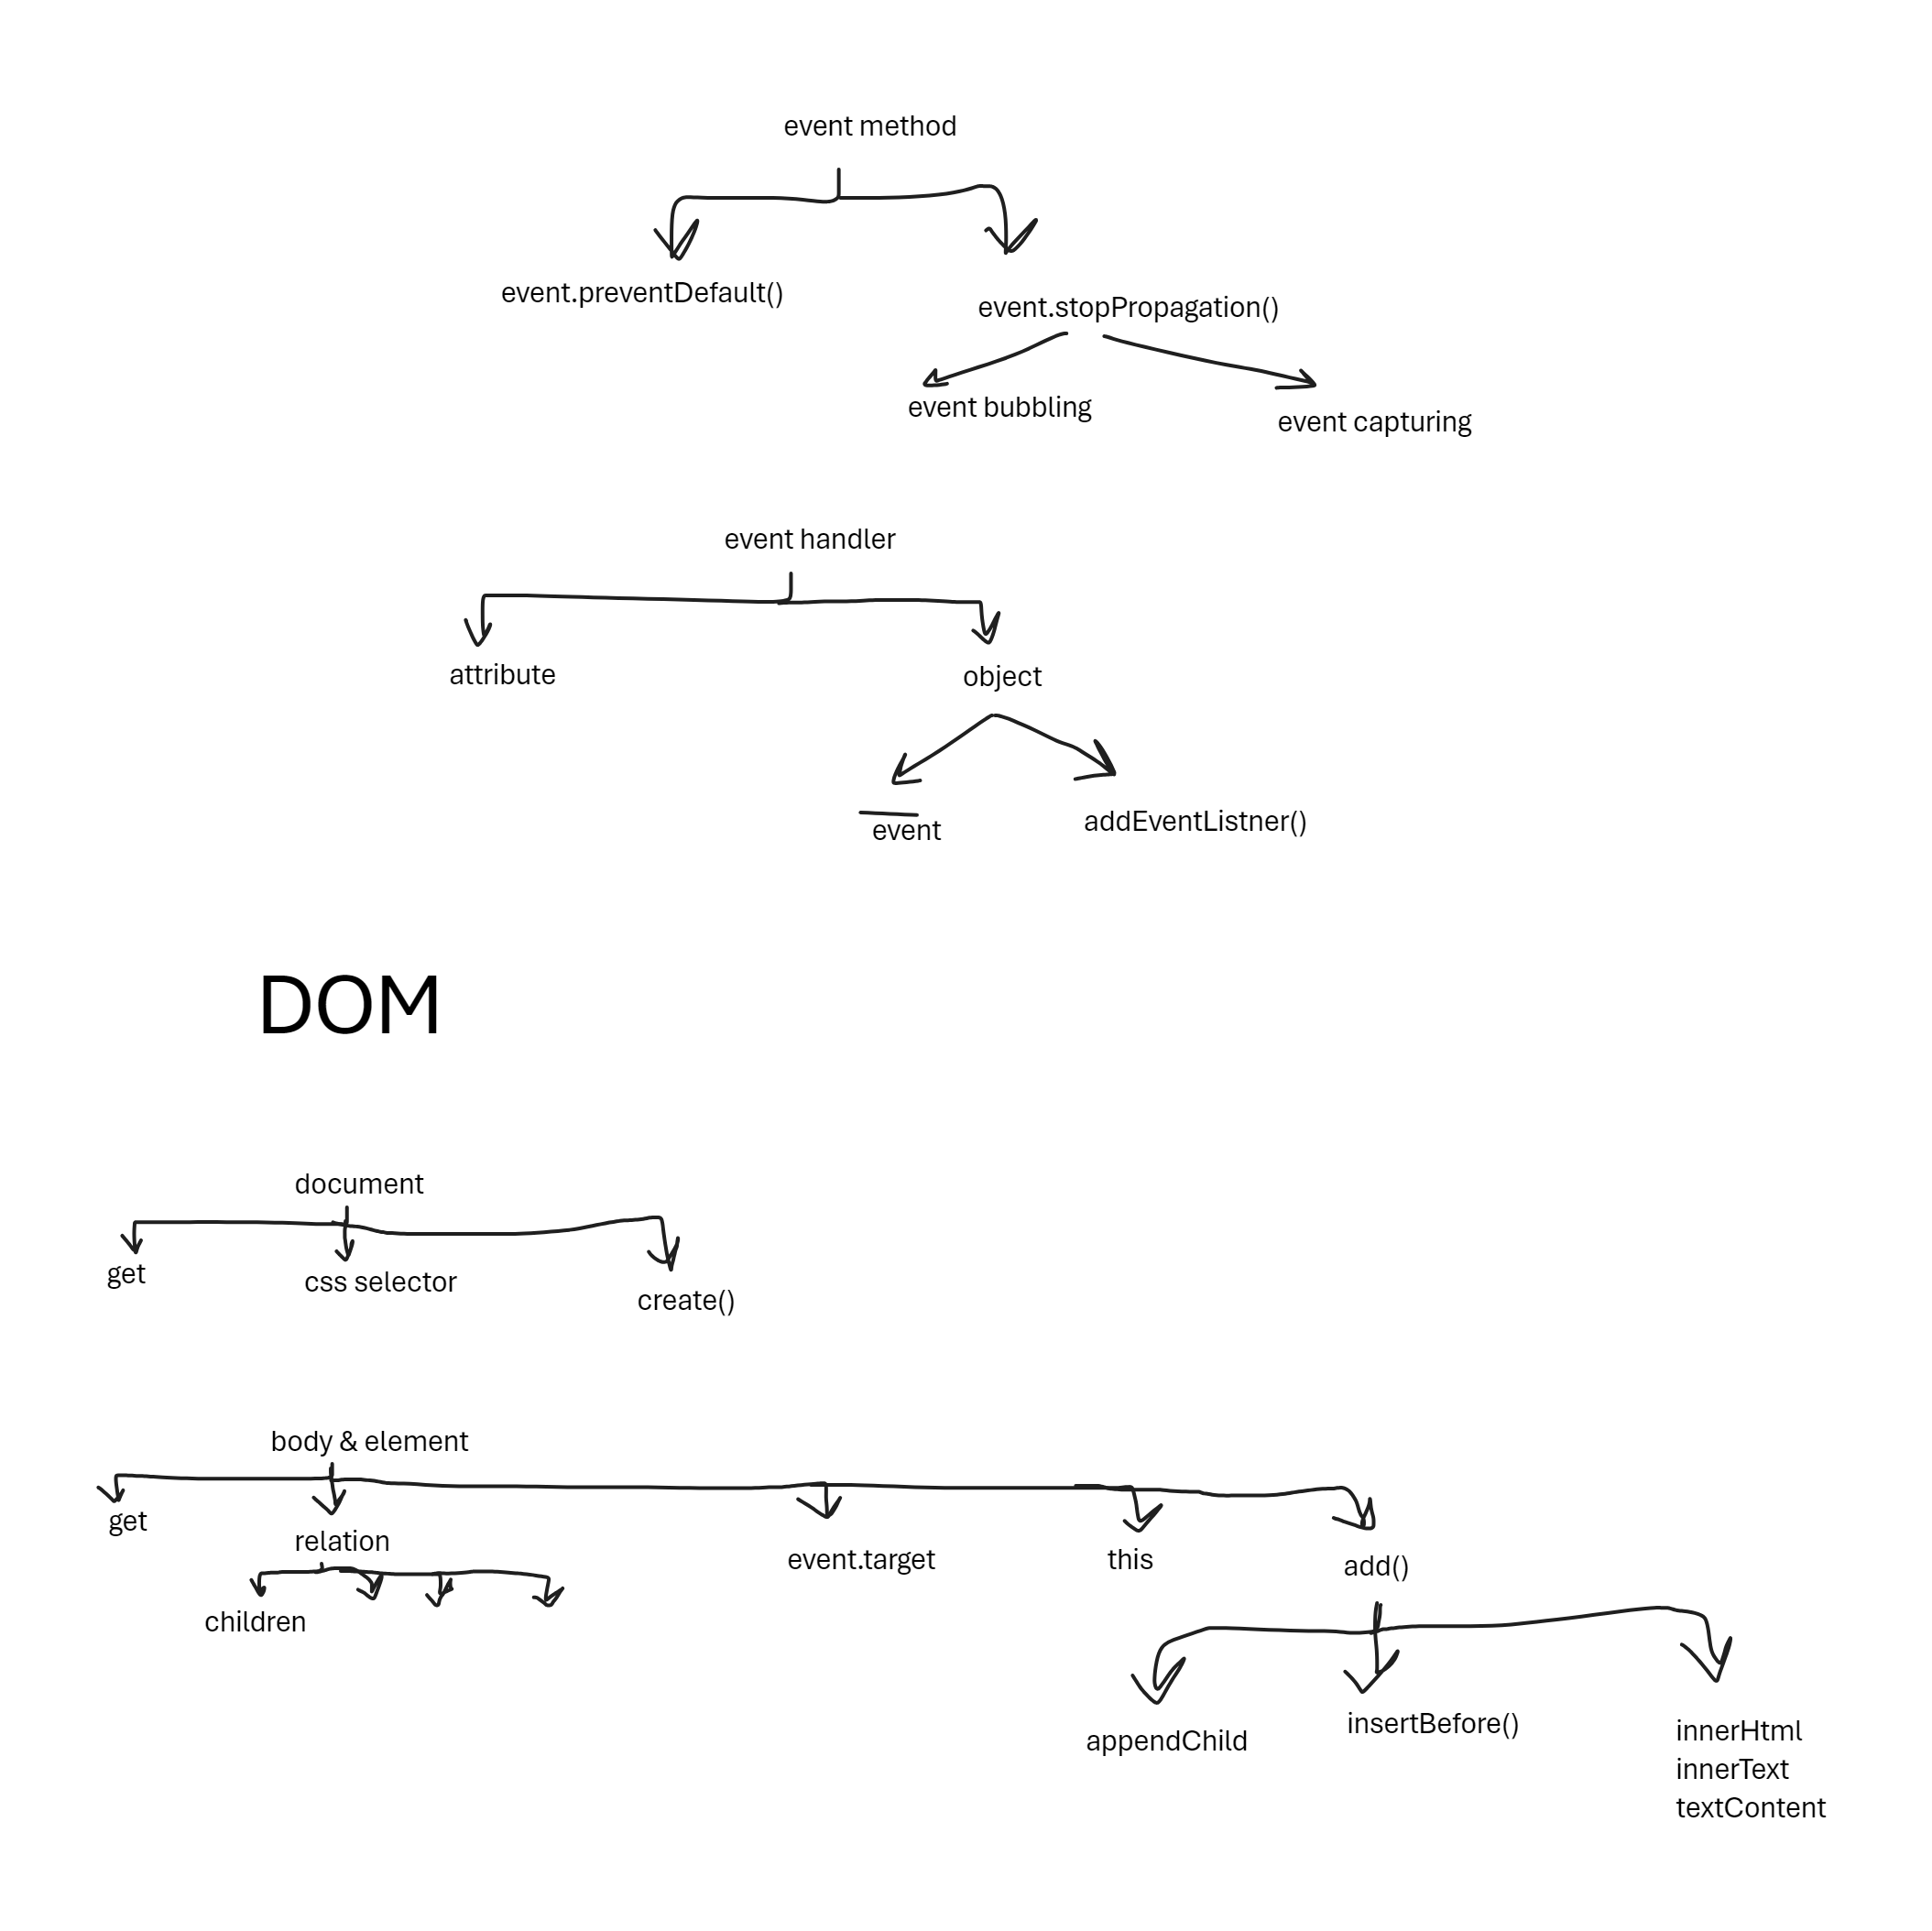 event method
event.preventDefault()
event.stopPropagation()
event bubbling
event capturing
event handler
attribute
object
event
addEventListner()
DOM
document
get
css selector
create()
body & element
get
relation
event.target
this
add()
children
appendChild
insertBefore()
innerHtml
innerText
textContent